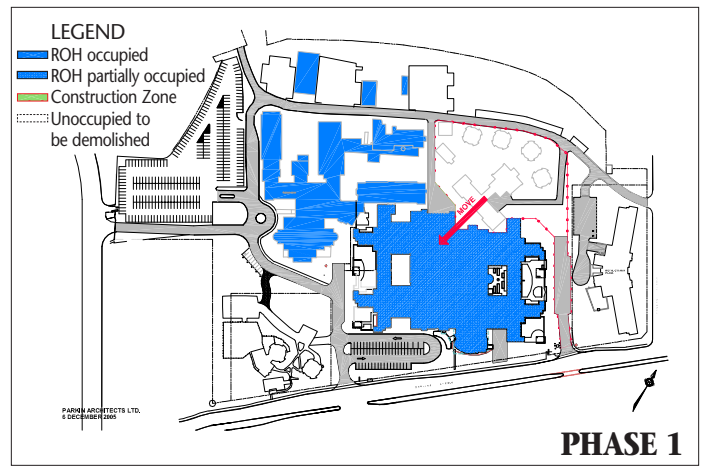 LEGEND
ROH occupied
ROH partially occupied
Construction Zone
Unoccupied to
be demolished
MOVE
PARKIN ARCHITECTS LTD.
6 DECEMBER 2005
PHASE 1